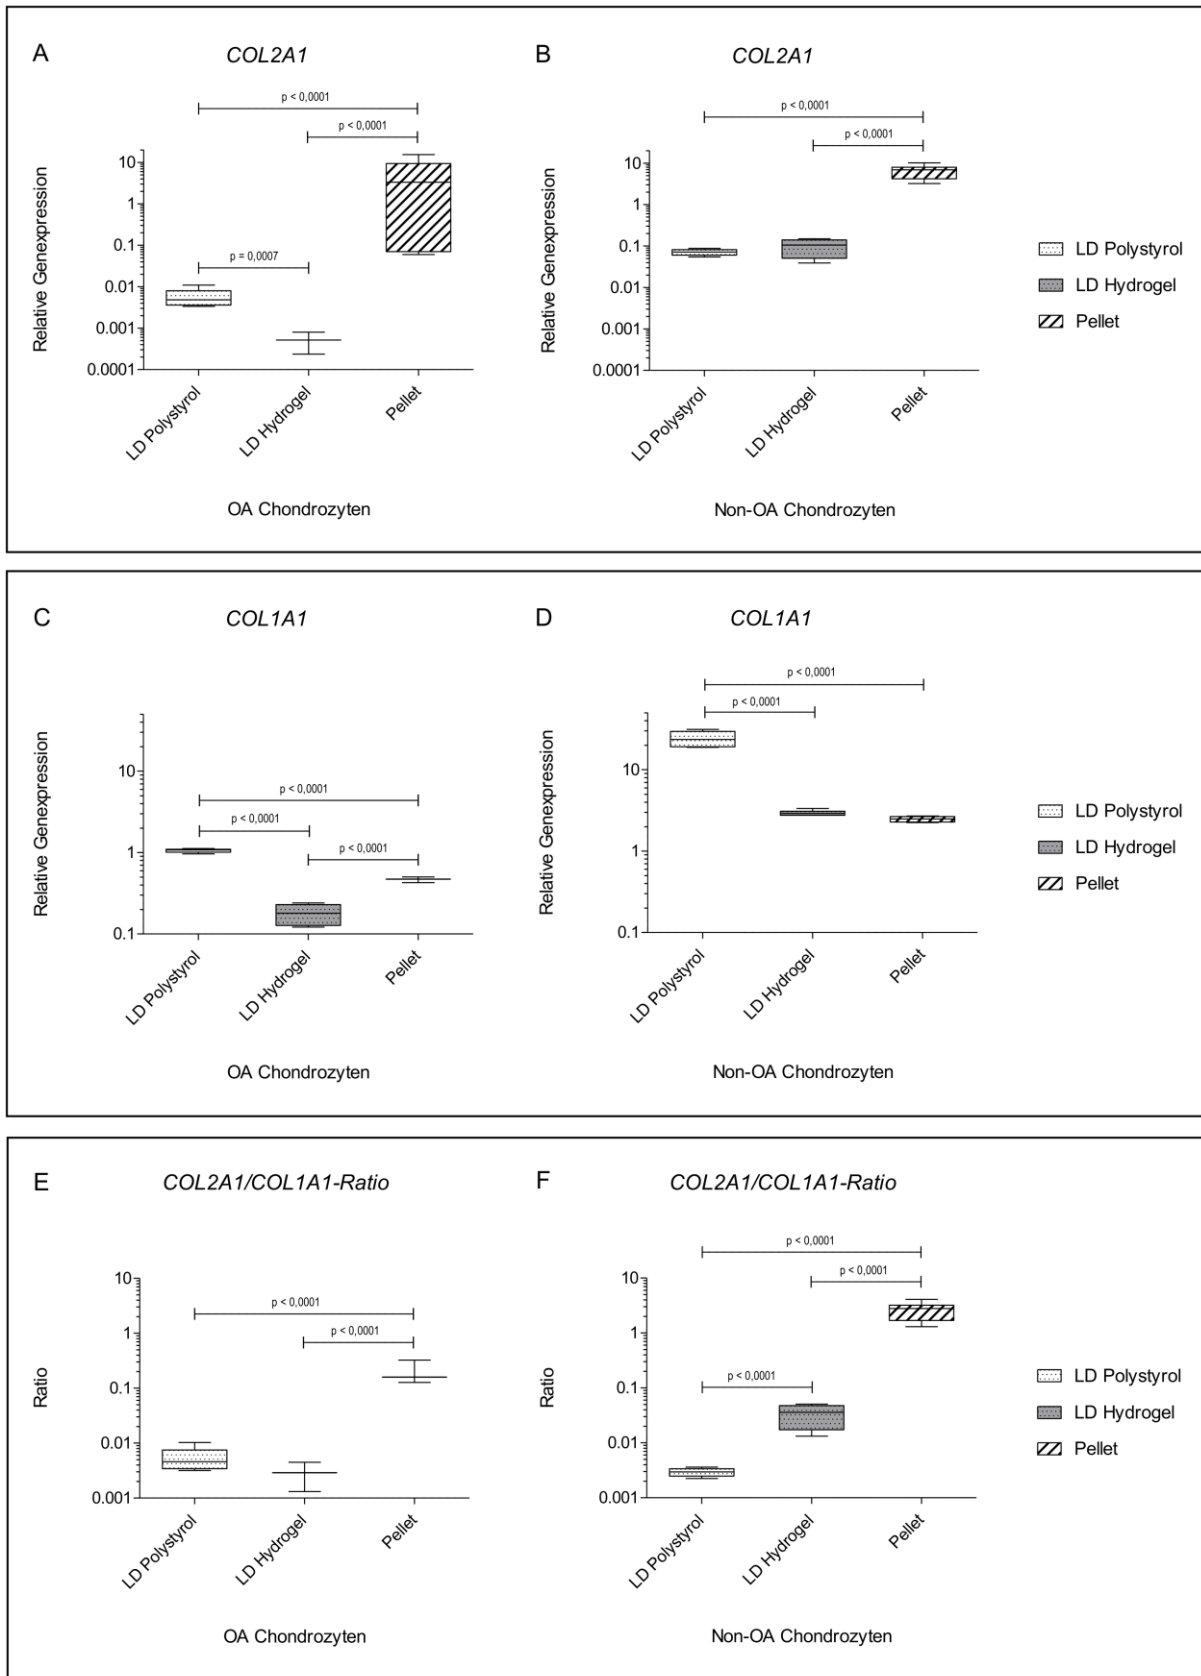 A
COL2A1
p < 0,0001
p < 0,0001
p = 0,0007
Relative Genexpression
10
1
0.1
0.01
0.001
0.0001
LD Polystyrol
LD Hydrogel
Pellet
OA Chondrozyten
B
COL2A1
p < 0,0001
p < 0,0001
Relative Genexpression
10
1
0.1
0.01
0.001
0.0001
LD Polystyrol
LD Hydrogel
Pellet
Non-OA Chondrozyten
LD Polystyrol
LD Hydrogel
Pellet
C
COL1A1
p < 0,0001
p < 0,0001
p < 0,0001
Relative Genexpression
10
1
0.1
LD Polystyrol
LD Hydrogel
Pellet
OA Chondrozyten
D
COL1A1
p < 0,0001
p < 0,0001
Relative Genexpression
10
1
0.1
LD Polystyrol
LD Hydrogel
Pellet
Non-OA Chondrozyten
LD Polystyrol
LD Hydrogel
Pellet
E
COL2A1/COL1A1-Ratio
p < 0,0001
p < 0,0001
Ratio
10
1
0.1
0.01
0.001
LD Polystyrol
LD Hydrogel
Pellet
OA Chondrozyten
F
COL2A1/COL1A1-Ratio
p < 0,0001
p < 0,0001
p < 0,0001
Ratio
10
1
0.1
0.01
0.001
LD Polystyrol
LD Hydrogel
Pellet
Non-OA Chondrozyten
LD Polystyrol
LD Hydrogel
Pellet